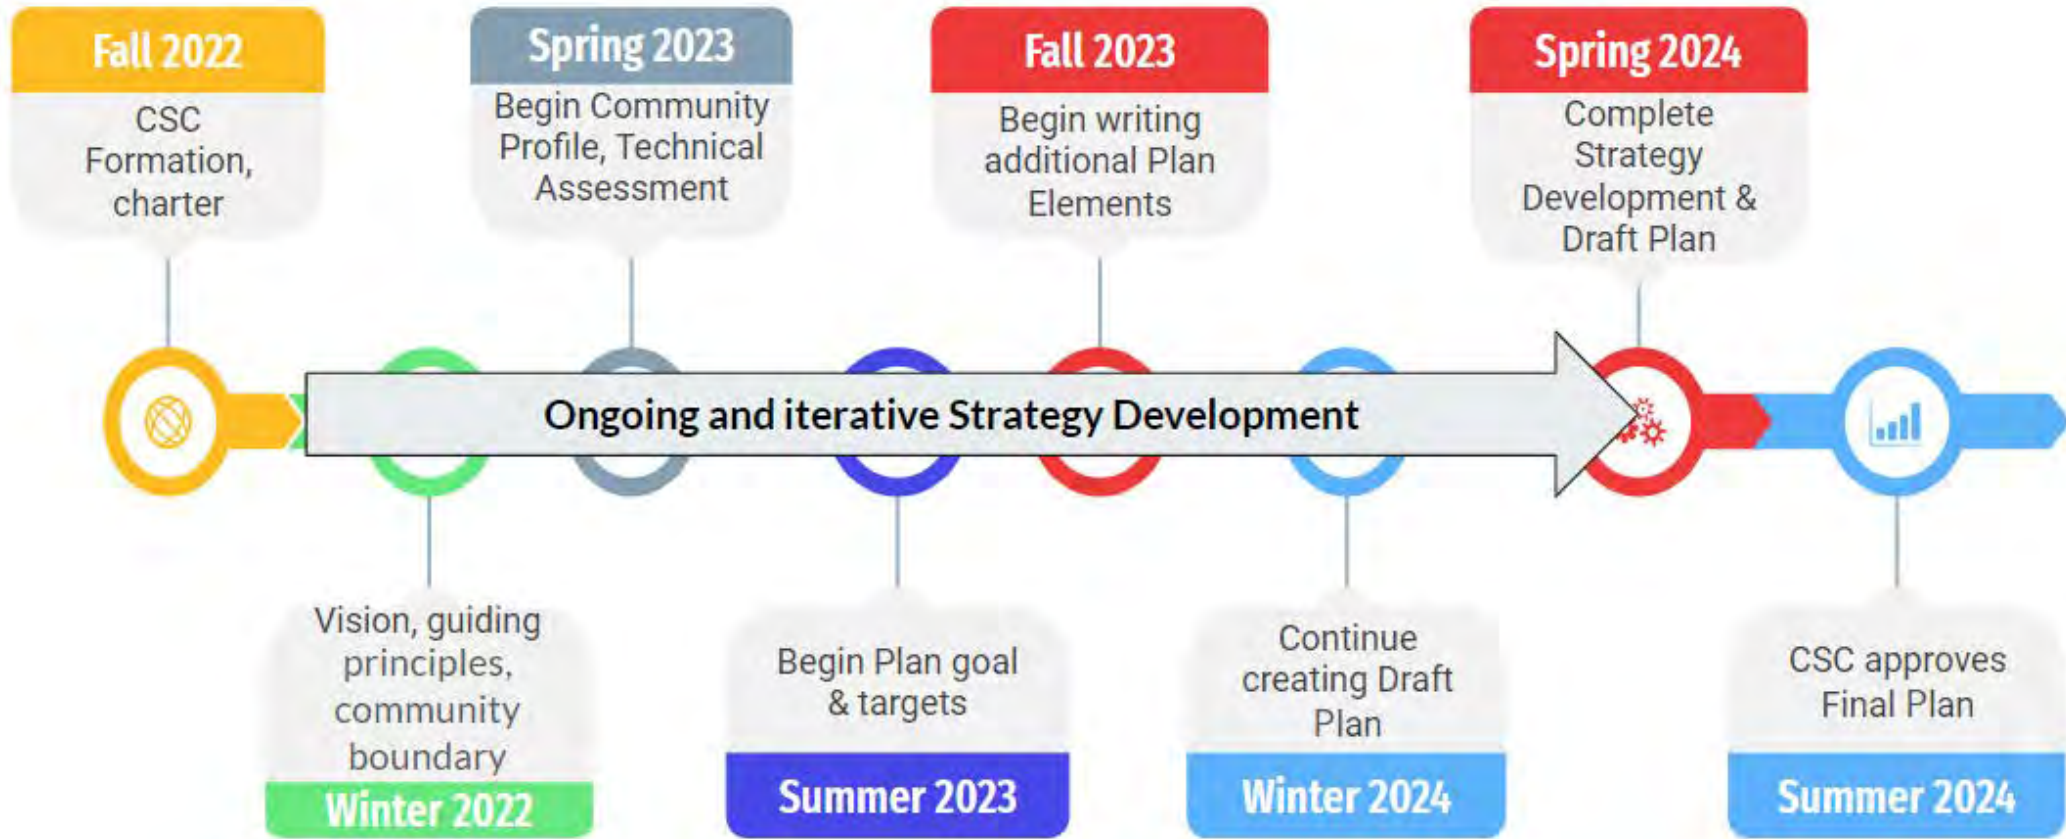 Fall 2022
CSC
Formation,
charter
Spring 2023
Begin Community
Profile, Technical
Assessment
Fall 2023
Begin writing
additional Plan
Elements
Spring 2024
Complete
Strategy
Development &
Draft Plan
Ongoing and iterative Strategy Development
Vision, guiding
principles,
community
boundary
Winter 2022
Begin Plan goal
& targets
Summer 2023
Continue
creating Draft
Plan
Winter 2024
CSC approves
Final Plan
Summer 2024